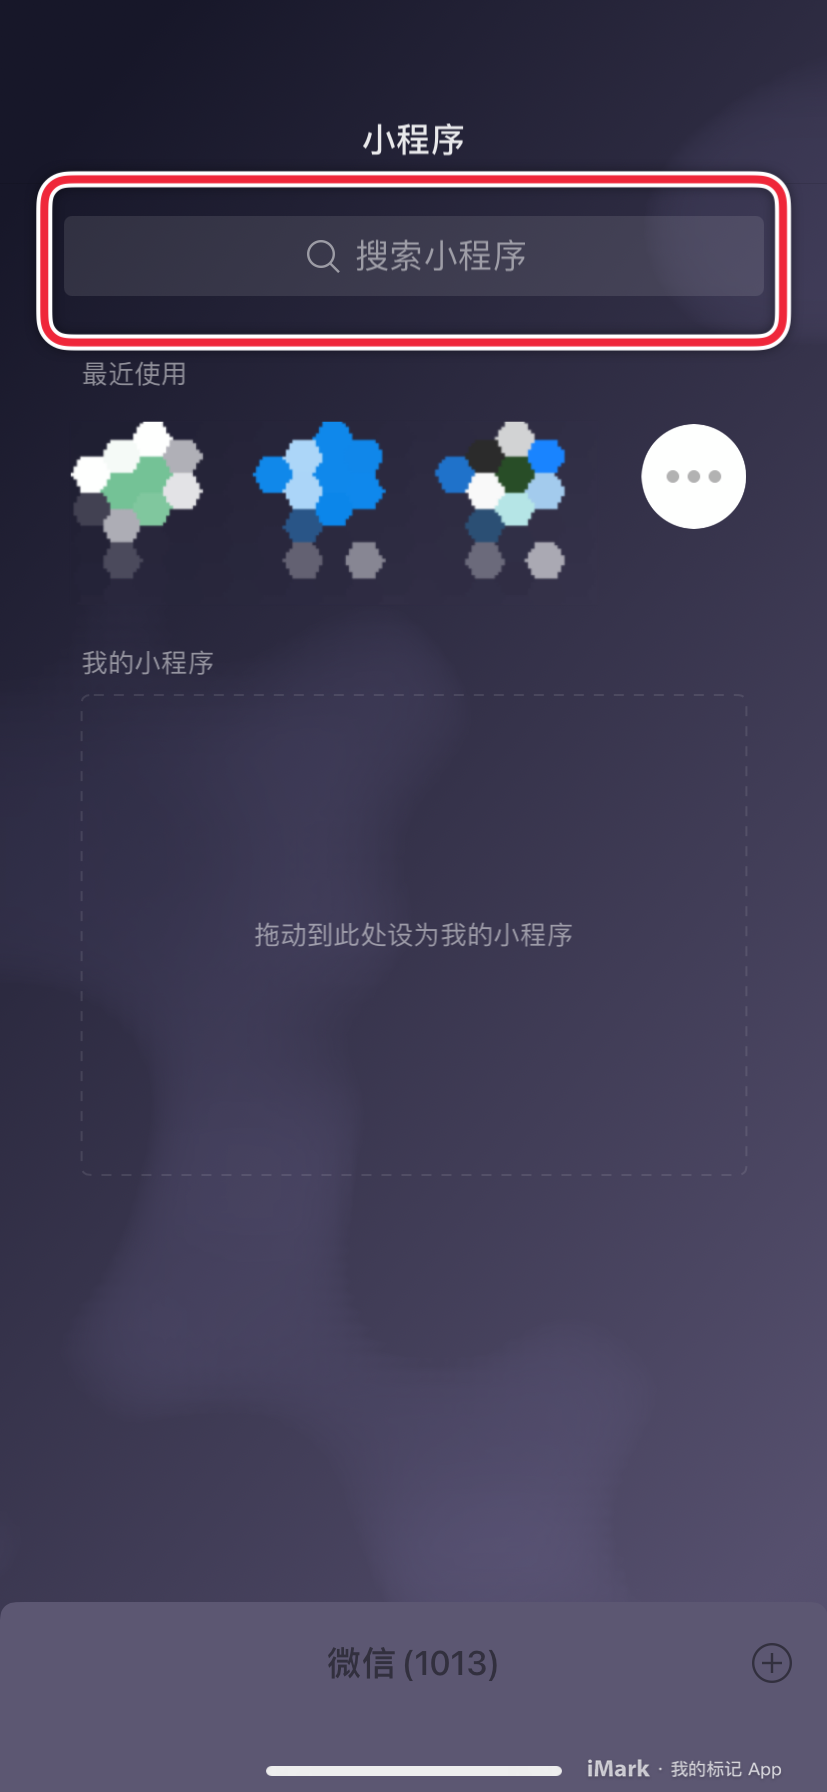 小程序
搜索小程序
最近使用
我的小程序
拖动到此处设为我的小程序
微信(1013)
iMark · 我的标记 App